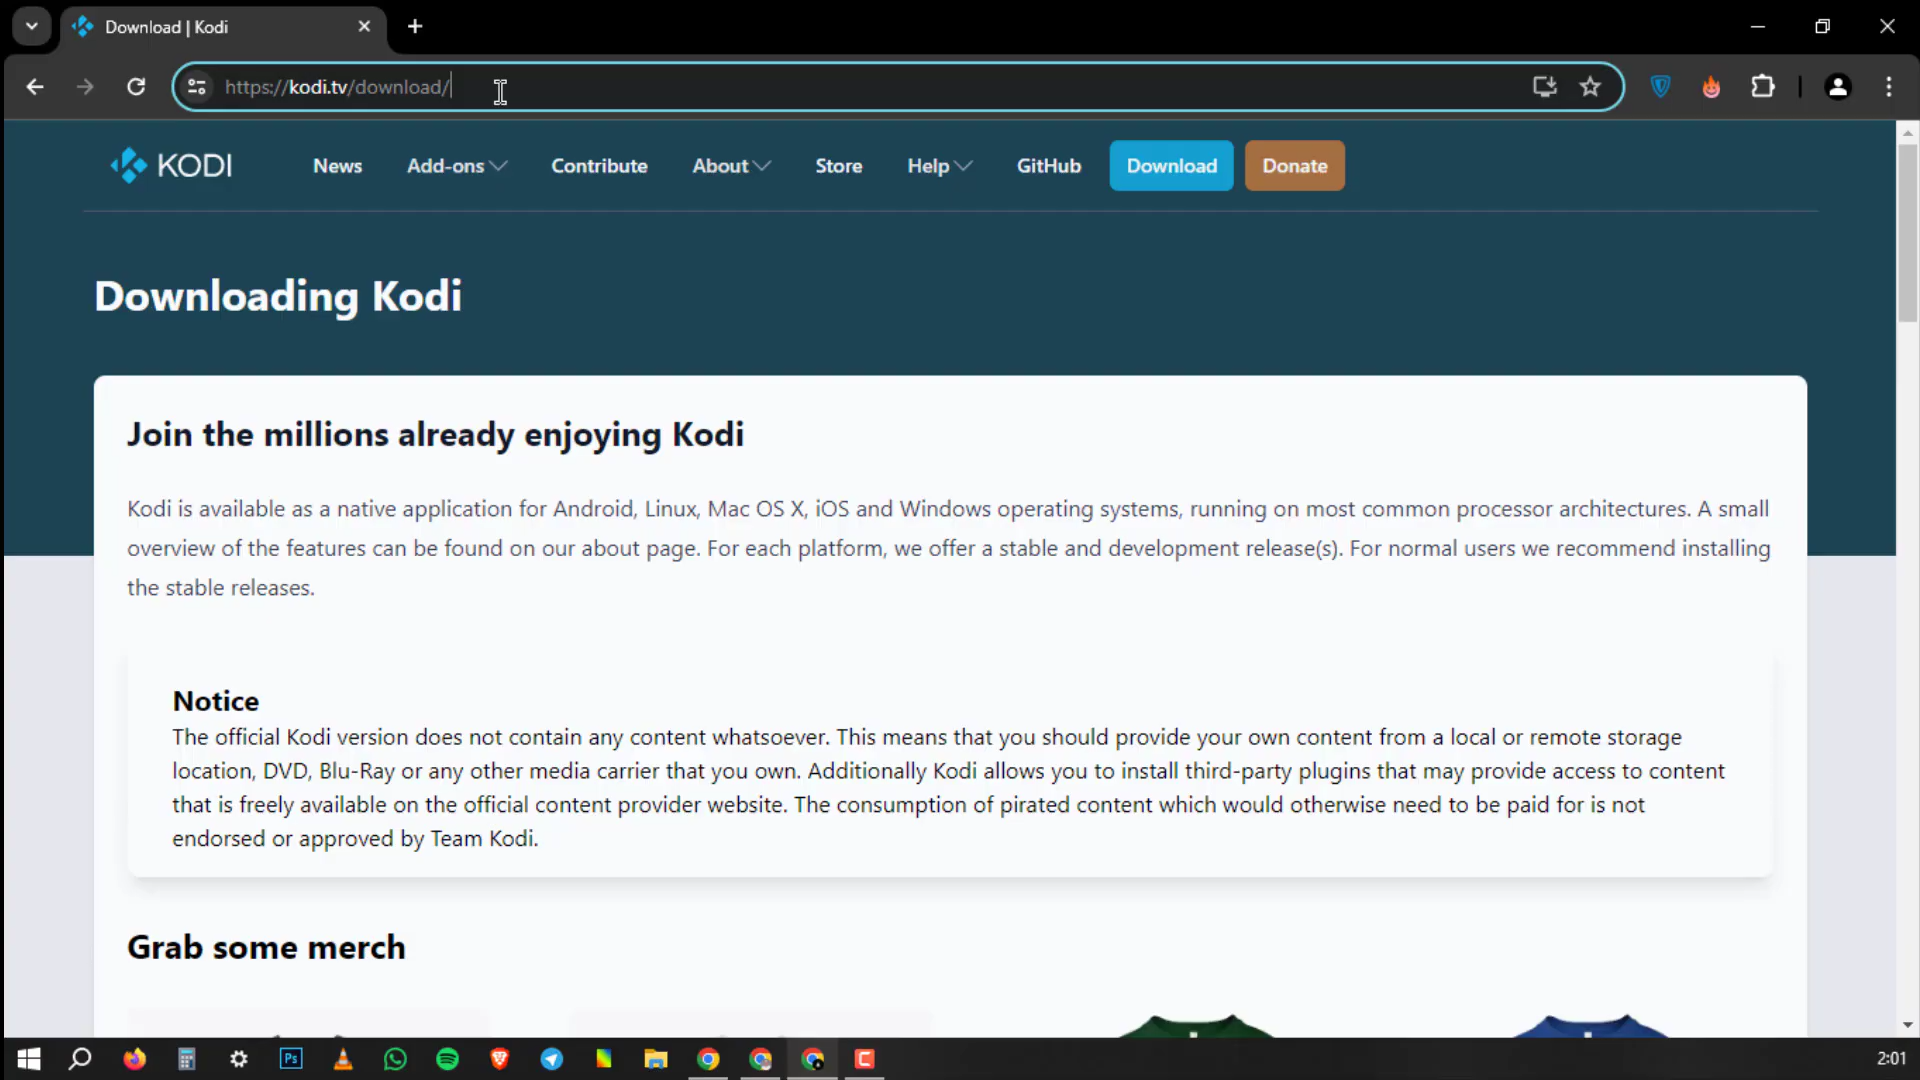 Download | Kodi
https://kodi.tv/download/
KODI
News
Add-ons
Contribute
About
Store
Help
GitHub
Download
Donate
Downloading Kodi
Join the millions already enjoying Kodi
Kodi is available as a native application for Android, Linux, Mac OS X, iOS and Windows operating systems, running on most common processor architectures. A small
overview of the features can be found on our about page. For each platform, we offer a stable and development release(s). For normal users we recommend installing
the stable releases.
Notice
The official Kodi version does not contain any content whatsoever. This means that you should provide your own content from a local or remote storage
location, DVD, Blu-Ray or any other media carrier that you own. Additionally Kodi allows you to install third-party plugins that may provide access to content
that is freely available on the official content provider website. The consumption of pirated content which would otherwise need to be paid for is not
endorsed or approved by Team Kodi.
Grab some merch
Ps
2:01